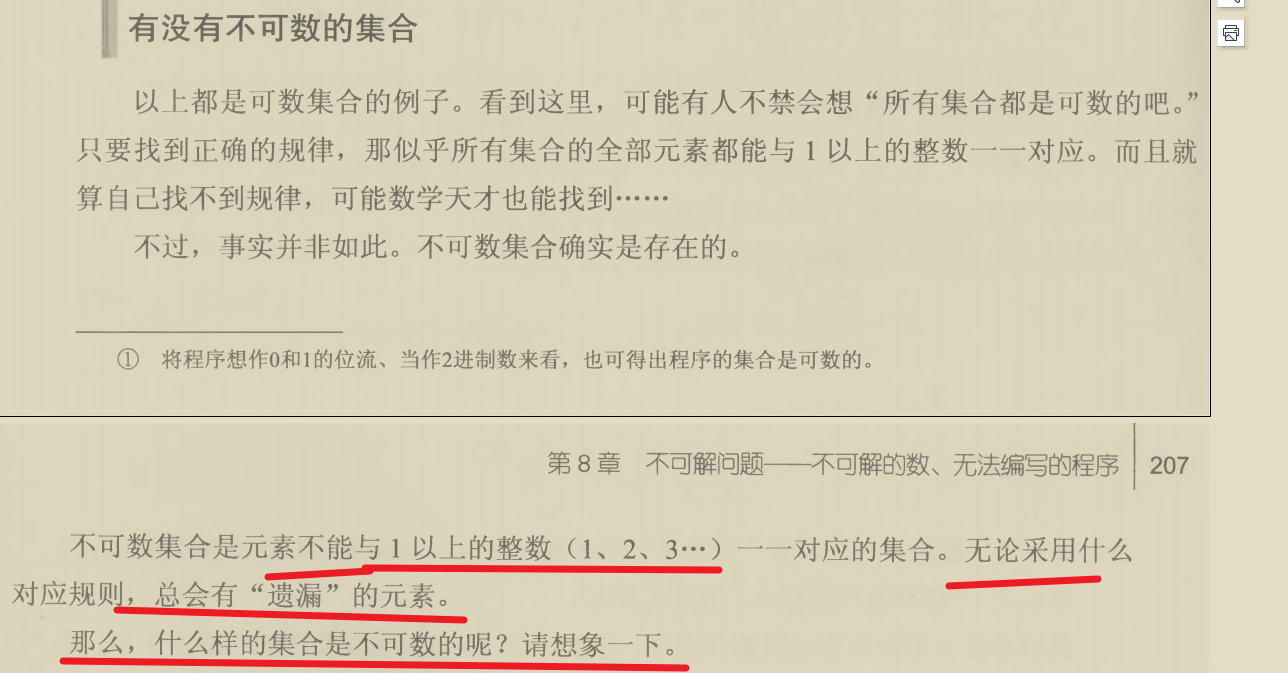 有没有不可数的集合
以上都是可数集合的例子。看到这里，可能有人不禁会想“所有集合都是可数的吧。”
只要找到正确的规律，那似乎所有集合的全部元素都能与 1 以上的整数一一对应。而且就
算自己找不到规律，可能数学天才也能找到……
不过，事实并非如此。不可数集合确实是存在的。
① 将程序想作0和1的位流、当作2进制数来看，也可得出程序的集合是可数的。
第 8 章 不可解问题——不可解的数、无法编写的程序 207
不可数集合是元素不能与 1 以上的整数（1、2、3…）一一对应的集合。无论采用什么
对应规则，总会有“遗漏”的元素。
那么，什么样的集合是不可数的呢？请想象一下。